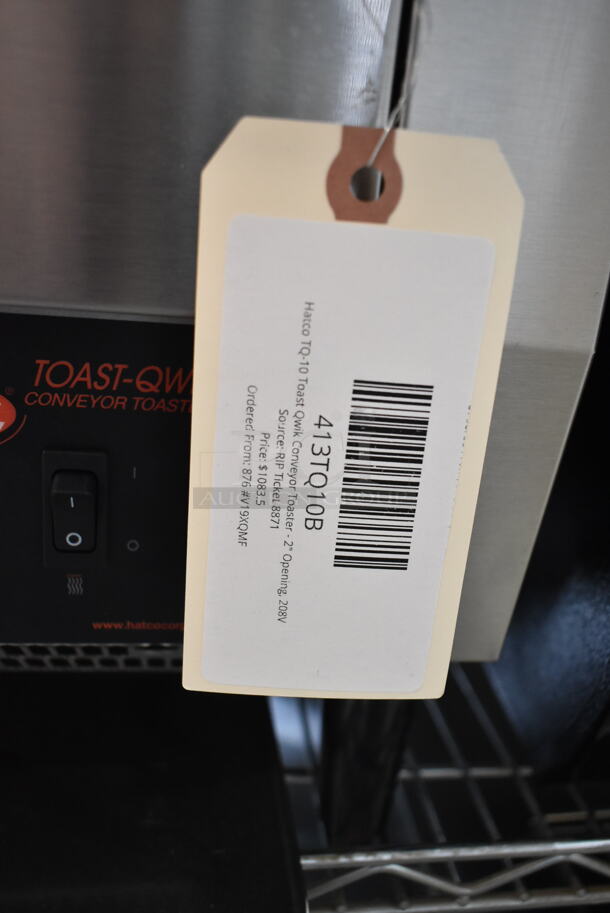 TOAST-QW
CONVEYOR TOASTE
www.hatcocorp
413TQ10B
Hatco TQ-10 Toast Qwik Conveyor Toaster - 2" Opening, 208V
Source: RIP Ticket 8871
Price: $1083.5
Ordered From: 876 #V19XQMF